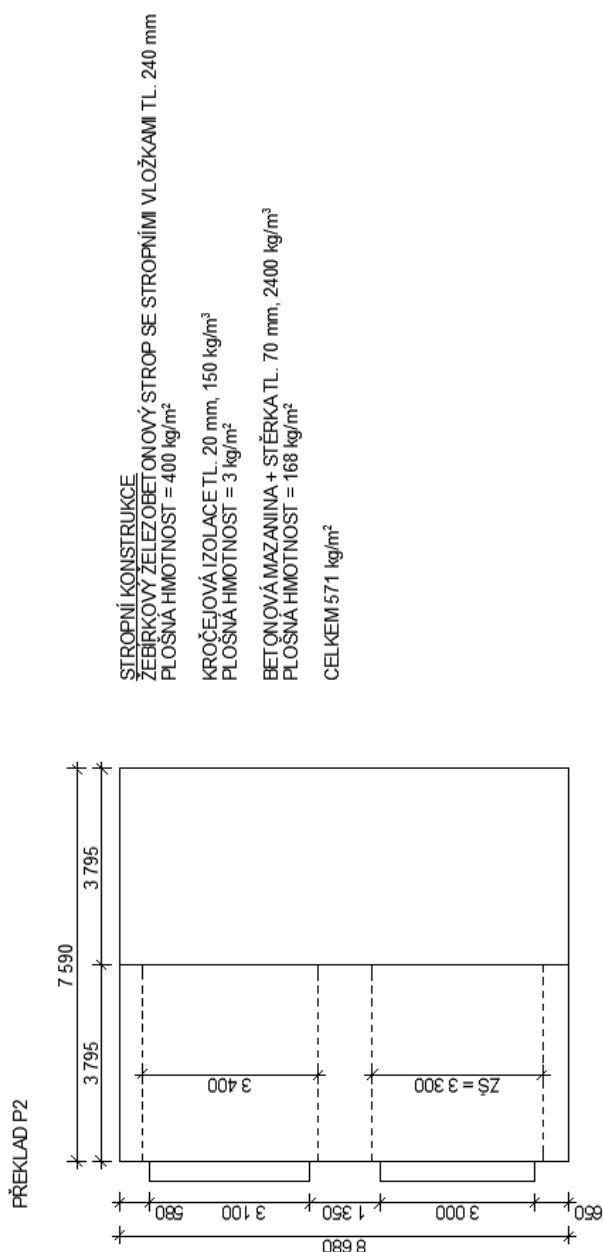 PŘEKLAD P2
7 590
3 795
3 795
3 400
ZŠ = 3 300
580
3 100
1 350
3 000
650
8 680
STROPNÍ KONSTRUKCE
ŽEBÍRKOVÝ ŽELEZOBETONOVÝ STROP SE STROPNÍMI VLOŽKAMI TL. 240 mm
PLOŠNÁ HMOTNOST = 400 kg/m²
KROČEJOVÁ IZOLACE TL. 20 mm, 150 kg/m³
PLOŠNÁ HMOTNOST = 3 kg/m²
BETONOVÁ MAZANINA + STĚRKA TL. 70 mm, 2400 kg/m³
PLOŠNÁ HMOTNOST = 168 kg/m²
CELKEM 571 kg/m²